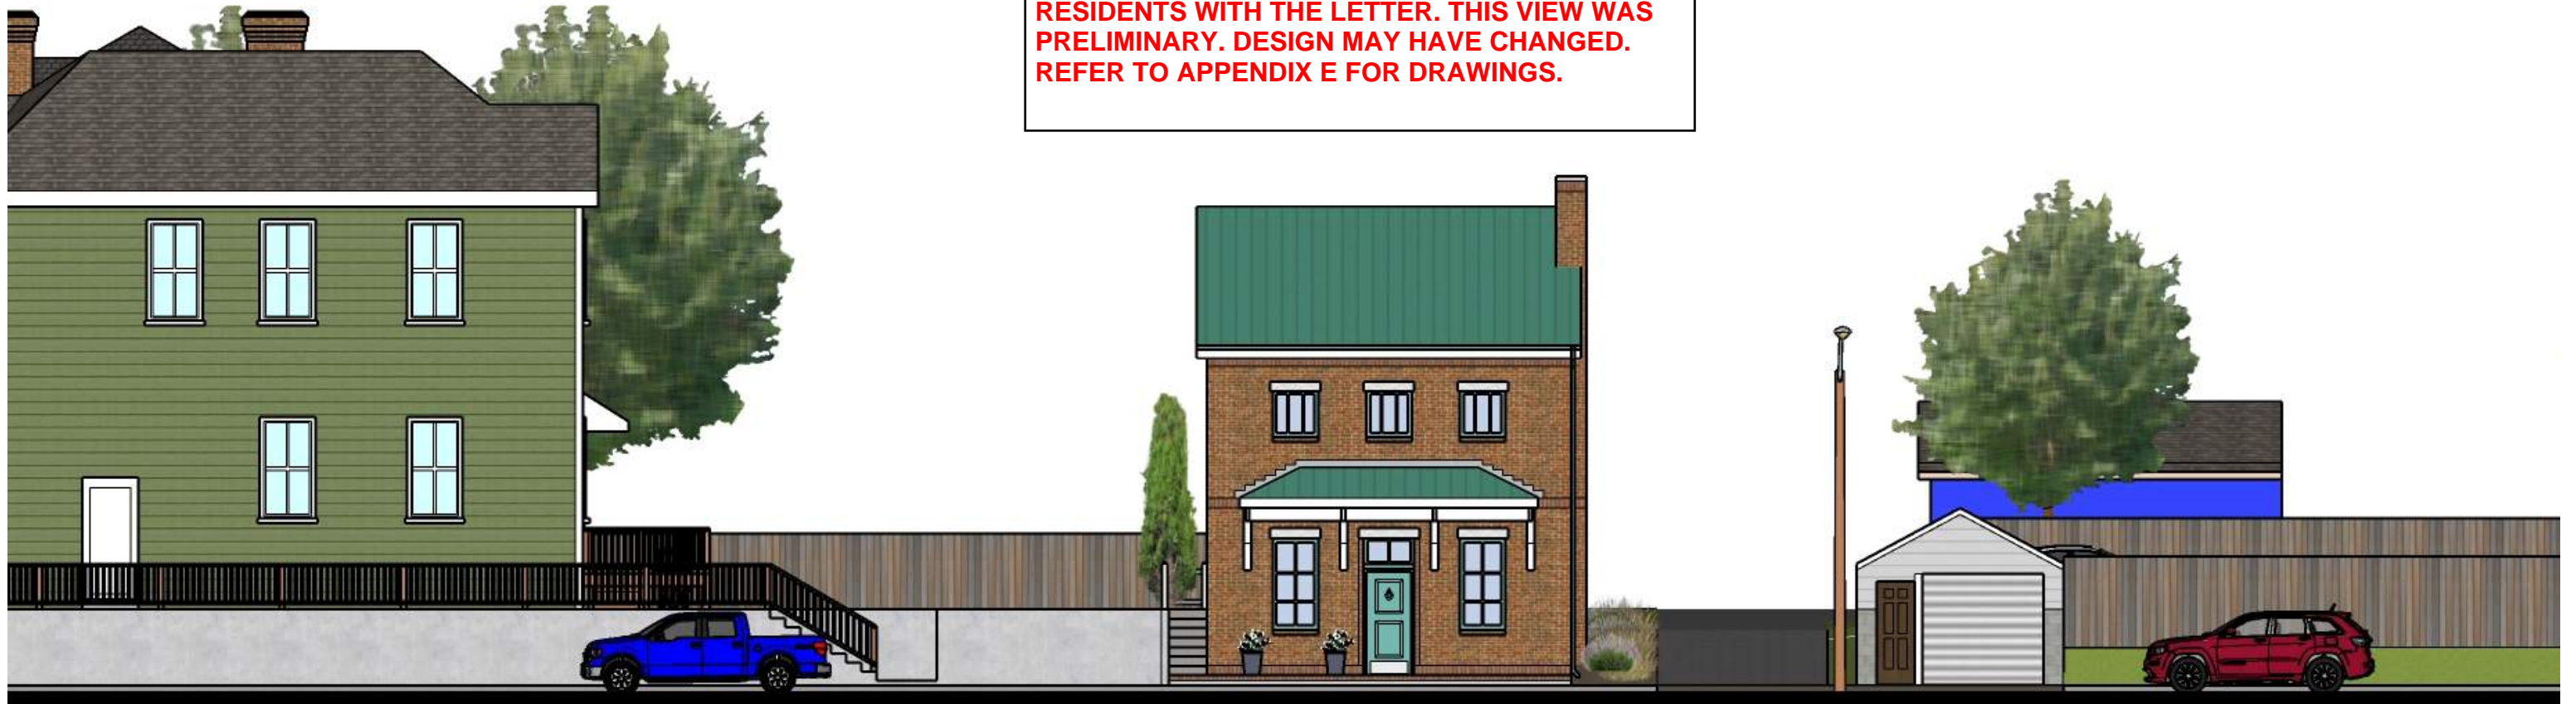 RESIDENTS WITH THE LETTER. THIS VIEW WAS
PRELIMINARY. DESIGN MAY HAVE CHANGED.
REFER TO APPENDIX E FOR DRAWINGS.